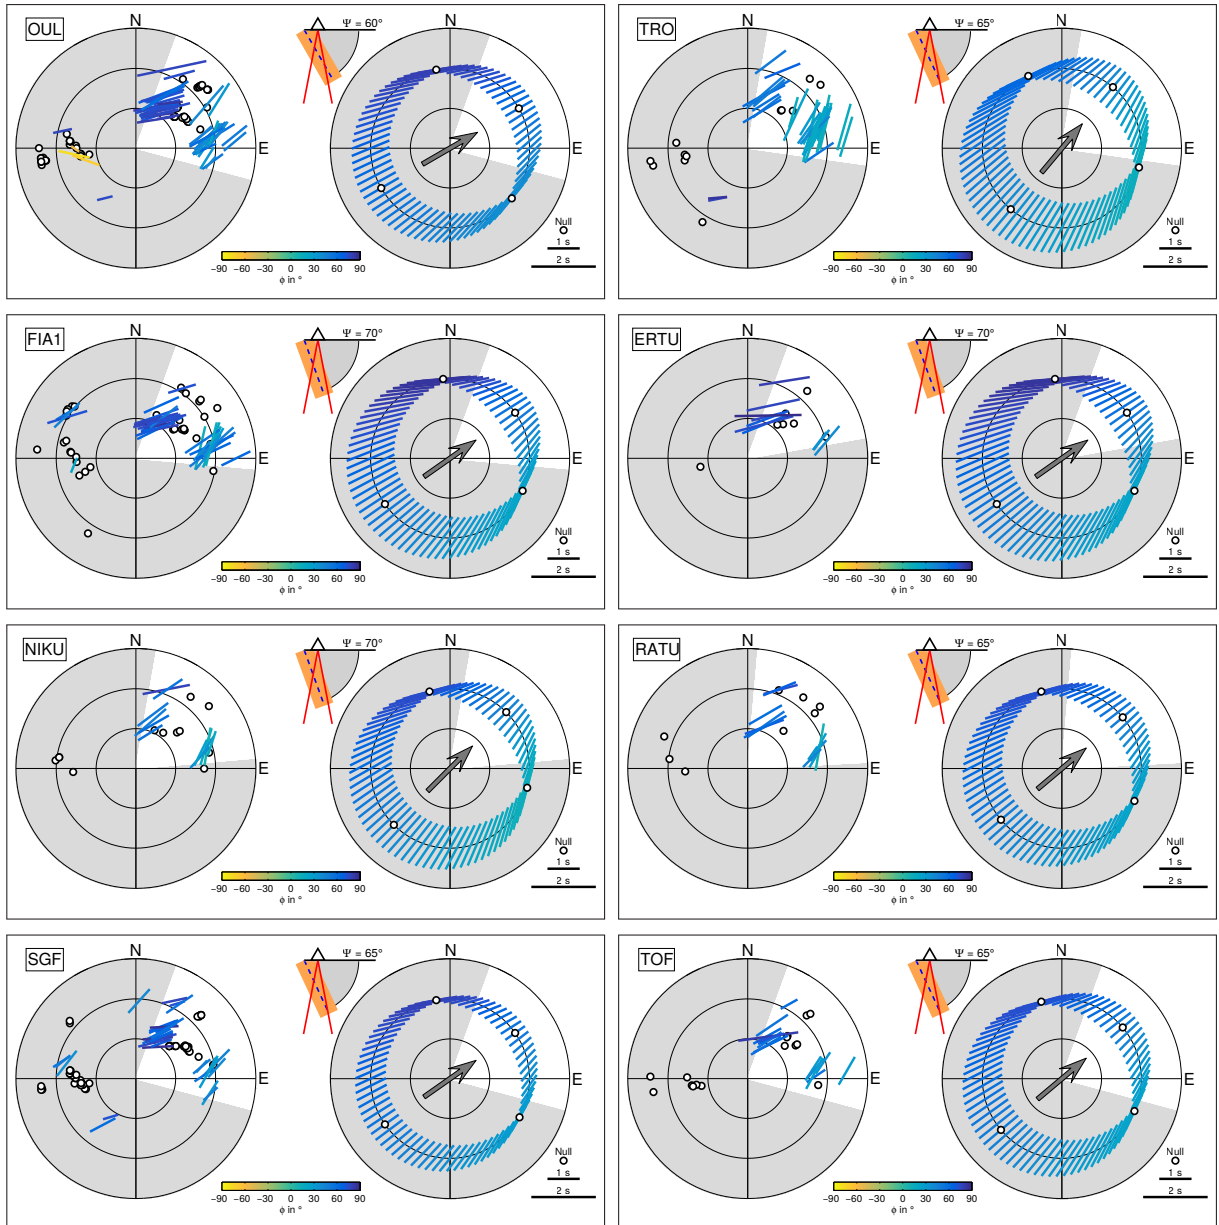 OUL
N
E
Ψ = 60°
N
E
Null
1 s
2 s
−90 −60 −30 0 30 60 90
ϕ in °
TRO
N
E
Ψ = 65°
N
E
Null
1 s
2 s
−90 −60 −30 0 30 60 90
ϕ in °
FIA1
N
E
Ψ = 70°
N
E
Null
1 s
2 s
−90 −60 −30 0 30 60 90
ϕ in °
ERTU
N
E
Ψ = 70°
N
E
Null
1 s
2 s
−90 −60 −30 0 30 60 90
ϕ in °
NIKU
N
E
Ψ = 70°
N
E
Null
1 s
2 s
−90 −60 −30 0 30 60 90
ϕ in °
RATU
N
E
Ψ = 65°
N
E
Null
1 s
2 s
−90 −60 −30 0 30 60 90
ϕ in °
SGF
N
E
Ψ = 65°
N
E
Null
1 s
2 s
−90 −60 −30 0 30 60 90
ϕ in °
TOF
N
E
Ψ = 65°
N
E
Null
1 s
2 s
−90 −60 −30 0 30 60 90
ϕ in °